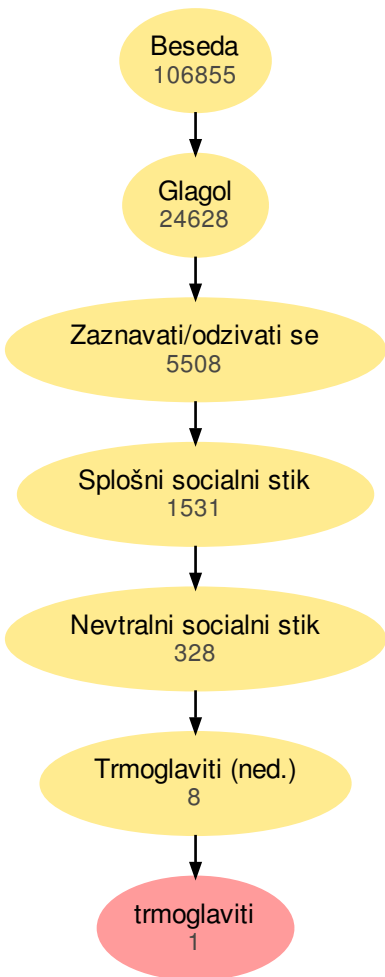 Beseda
106855
Glagol
24628
Zaznavati/odzivati se
5508
Splošni socialni stik
1531
Nevtralni socialni stik
328
Trmoglaviti (ned.)
8
trmoglaviti
1